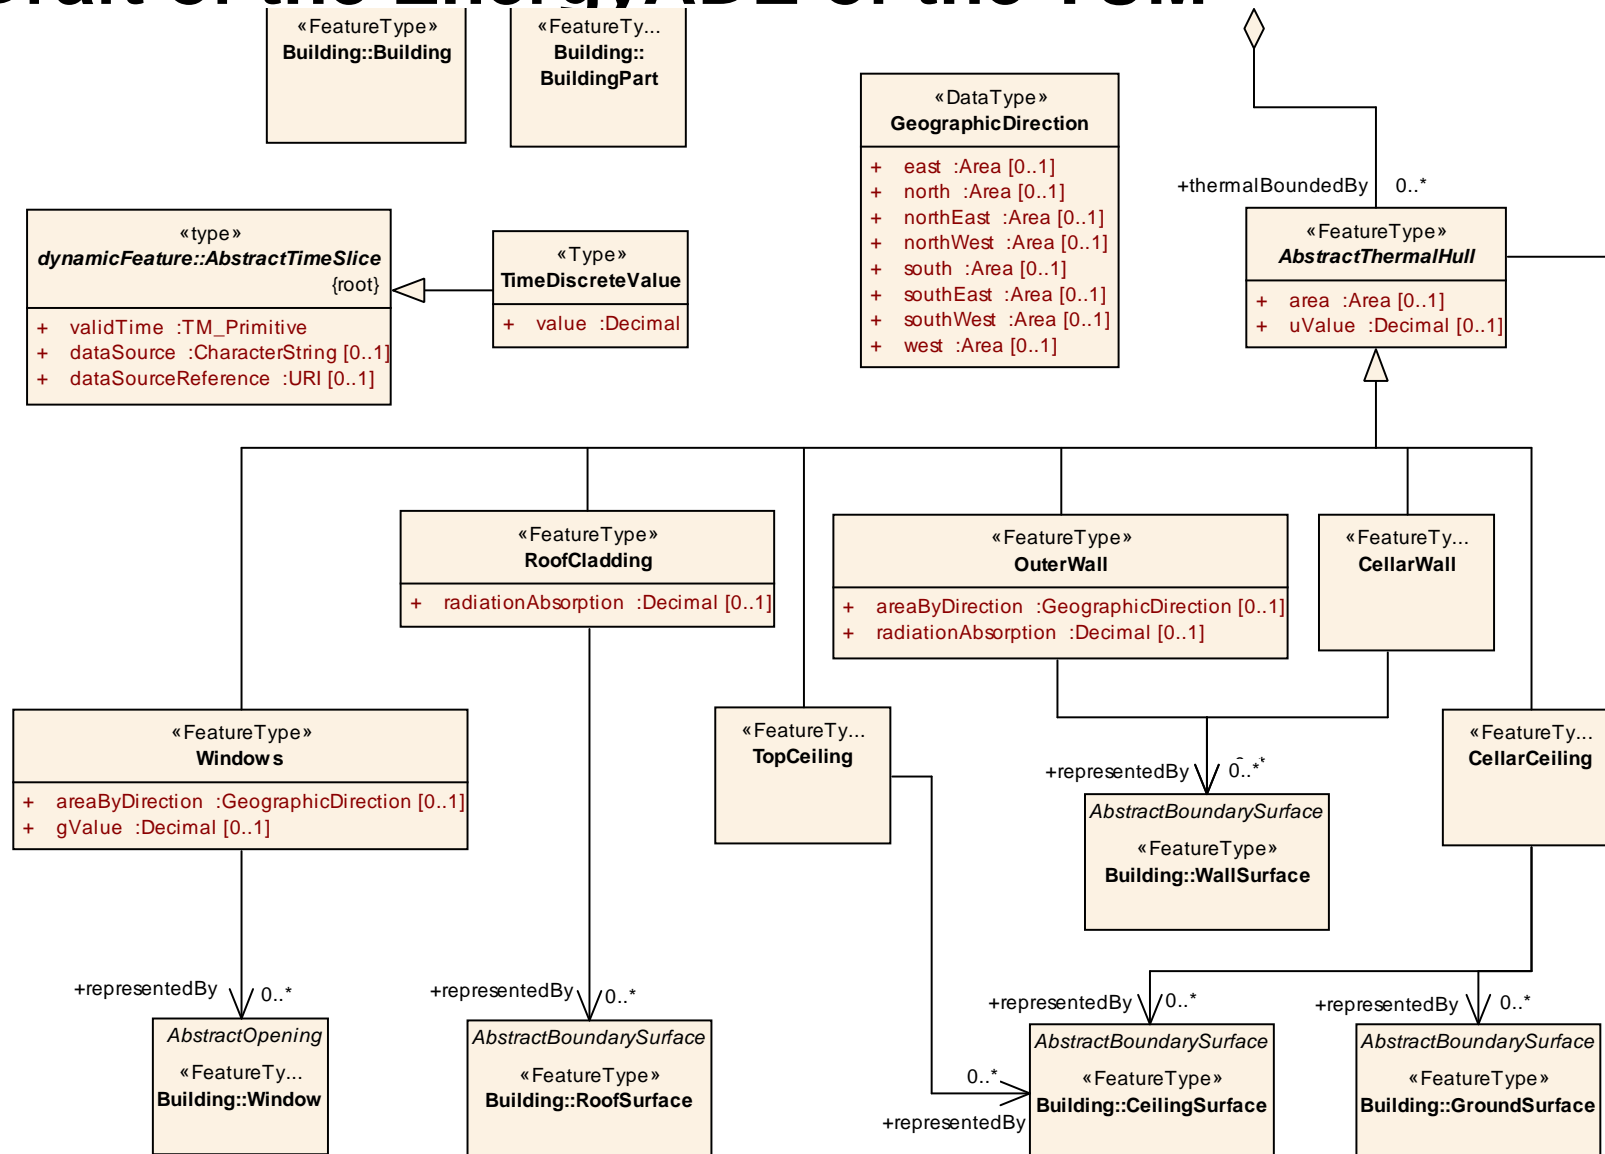 Draft of the EnergyADE of the TUM
«FeatureType»
Building::Building
«FeatureTy...
Building::
BuildingPart
«DataType»
GeographicDirection
+ east :Area [0..1]
+ north :Area [0..1]
+ northEast :Area [0..1]
+ northWest :Area [0..1]
+ south :Area [0..1]
+ southEast :Area [0..1]
+ southWest :Area [0..1]
+ west :Area [0..1]
+thermalBoundedBy 0..*
«FeatureType»
AbstractThermalHull
+ area :Area [0..1]
+ uValue :Decimal [0..1]
«type»
dynamicFeature::AbstractTimeSlice
{root}
+ validTime :TM_Primitive
+ dataSource :CharacterString [0..1]
+ dataSourceReference :URI [0..1]
«Type»
TimeDiscreteValue
+ value :Decimal
«FeatureType»
RoofCladding
+ radiationAbsorption :Decimal [0..1]
«FeatureType»
OuterWall
+ areaByDirection :GeographicDirection [0..1]
+ radiationAbsorption :Decimal [0..1]
«FeatureTy...
CellarWall
«FeatureType»
Windows
+ areaByDirection :GeographicDirection [0..1]
+ gValue :Decimal [0..1]
«FeatureTy...
TopCeiling
«FeatureTy...
CellarCeiling
+representedBy 0..*
AbstractBoundarySurface
«FeatureType»
Building::WallSurface
+representedBy 0..*
AbstractOpening
«FeatureTy...
Building::Window
+representedBy 0..*
AbstractBoundarySurface
«FeatureType»
Building::RoofSurface
+representedBy 0..*
0..*
+representedBy
AbstractBoundarySurface
«FeatureType»
Building::CeilingSurface
+representedBy 0..*
AbstractBoundarySurface
«FeatureType»
Building::GroundSurface